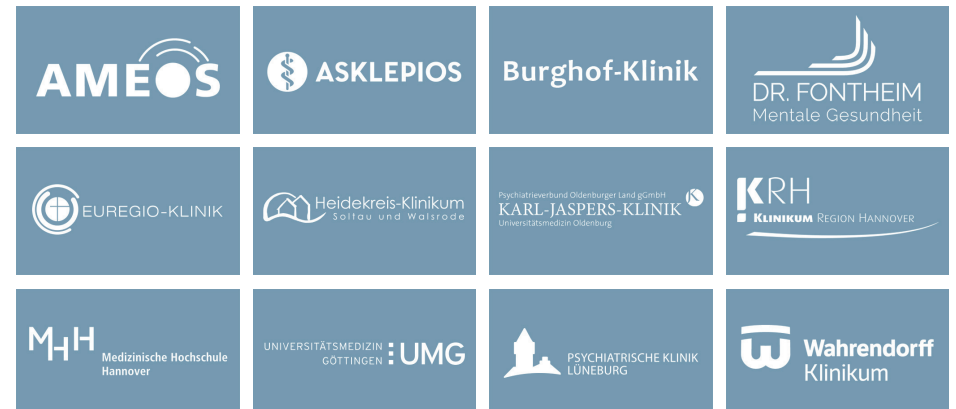 AMEOS
ASKLEPIOS
Burghof-Klinik
DR. FONTHEIM
Mentale Gesundheit
EUREGIO-KLINIK
Heidekreis-Klinikum
Soltau und Walsrode
Psychiatrieverbund Oldenburger Land gGmbH
KARL-JASPERS-KLINIK
Universitätsmedizin Oldenburg
K
KRH
KLINIKUM REGION HANNOVER
MHH
Medizinische Hochschule
Hannover
UNIVERSITÄTSMEDIZIN
GÖTTINGEN
UMG
PSYCHIATRISCHE KLINIK
LÜNEBURG
Wahrendorff
Klinikum